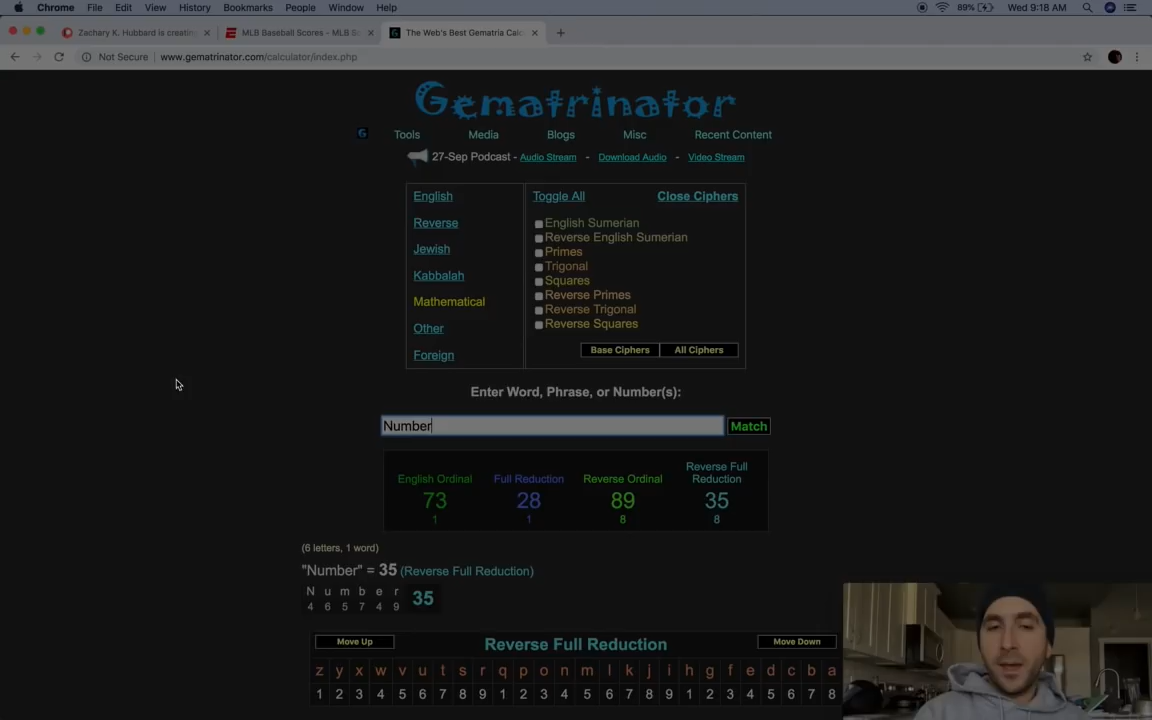 Chrome File Edit View History Bookmarks People Window Help 89% Wed 9:18 AM
Zachary K. Hubbard is creating MLB Baseball Scores - MLB Sc The Web's Best Gematria Calc
Not Secure www.gematrinator.com/calculator/index.php
Gematrinator
G Tools Media Blogs Misc Recent Content
27-Sep Podcast - Audio Stream - Download Audio - Video Stream
English Toggle All Close Ciphers
Reverse English Sumerian
Jewish Reverse English Sumerian
Kabbalah Primes
Mathematical Trigonal
Other Squares
Foreign Reverse Primes
Reverse Trigonal
Reverse Squares
Base Ciphers All Ciphers
Enter Word, Phrase, or Number(s):
Number Match
English Ordinal Full Reduction Reverse Ordinal Reverse Full Reduction
73 28 89 35
1 1 8 8
(6 letters, 1 word)
"Number" = 35 (Reverse Full Reduction)
N u m b e r 35
4 6 5 7 4 9
Move Up Reverse Full Reduction Move Down
z y x w v u t s r q p o n m l k j i h g f e d c b a
1 2 3 4 5 6 7 8 9 1 2 3 4 5 6 7 8 9 1 2 3 4 5 6 7 8